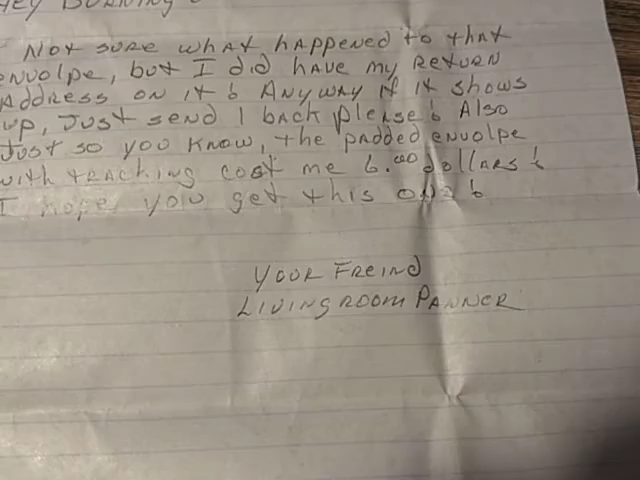 HEY BURNING
NOT SURE WHAT HAPPENED TO THAT
ENVOLPE, BUT I DID HAVE MY RETURN
ADDRESS ON IT. ANYWAY IF IT SHOWS
UP, JUST SEND 1 BACK PLEASE. ALSO
JUST SO YOU KNOW, THE PADDED ENVOLPE
WITH TRACKING COST ME 6.00 DOLLARS.
I HOPE YOU GET THIS ONE.
YOUR FREIND
LIVINGROOM PANNER